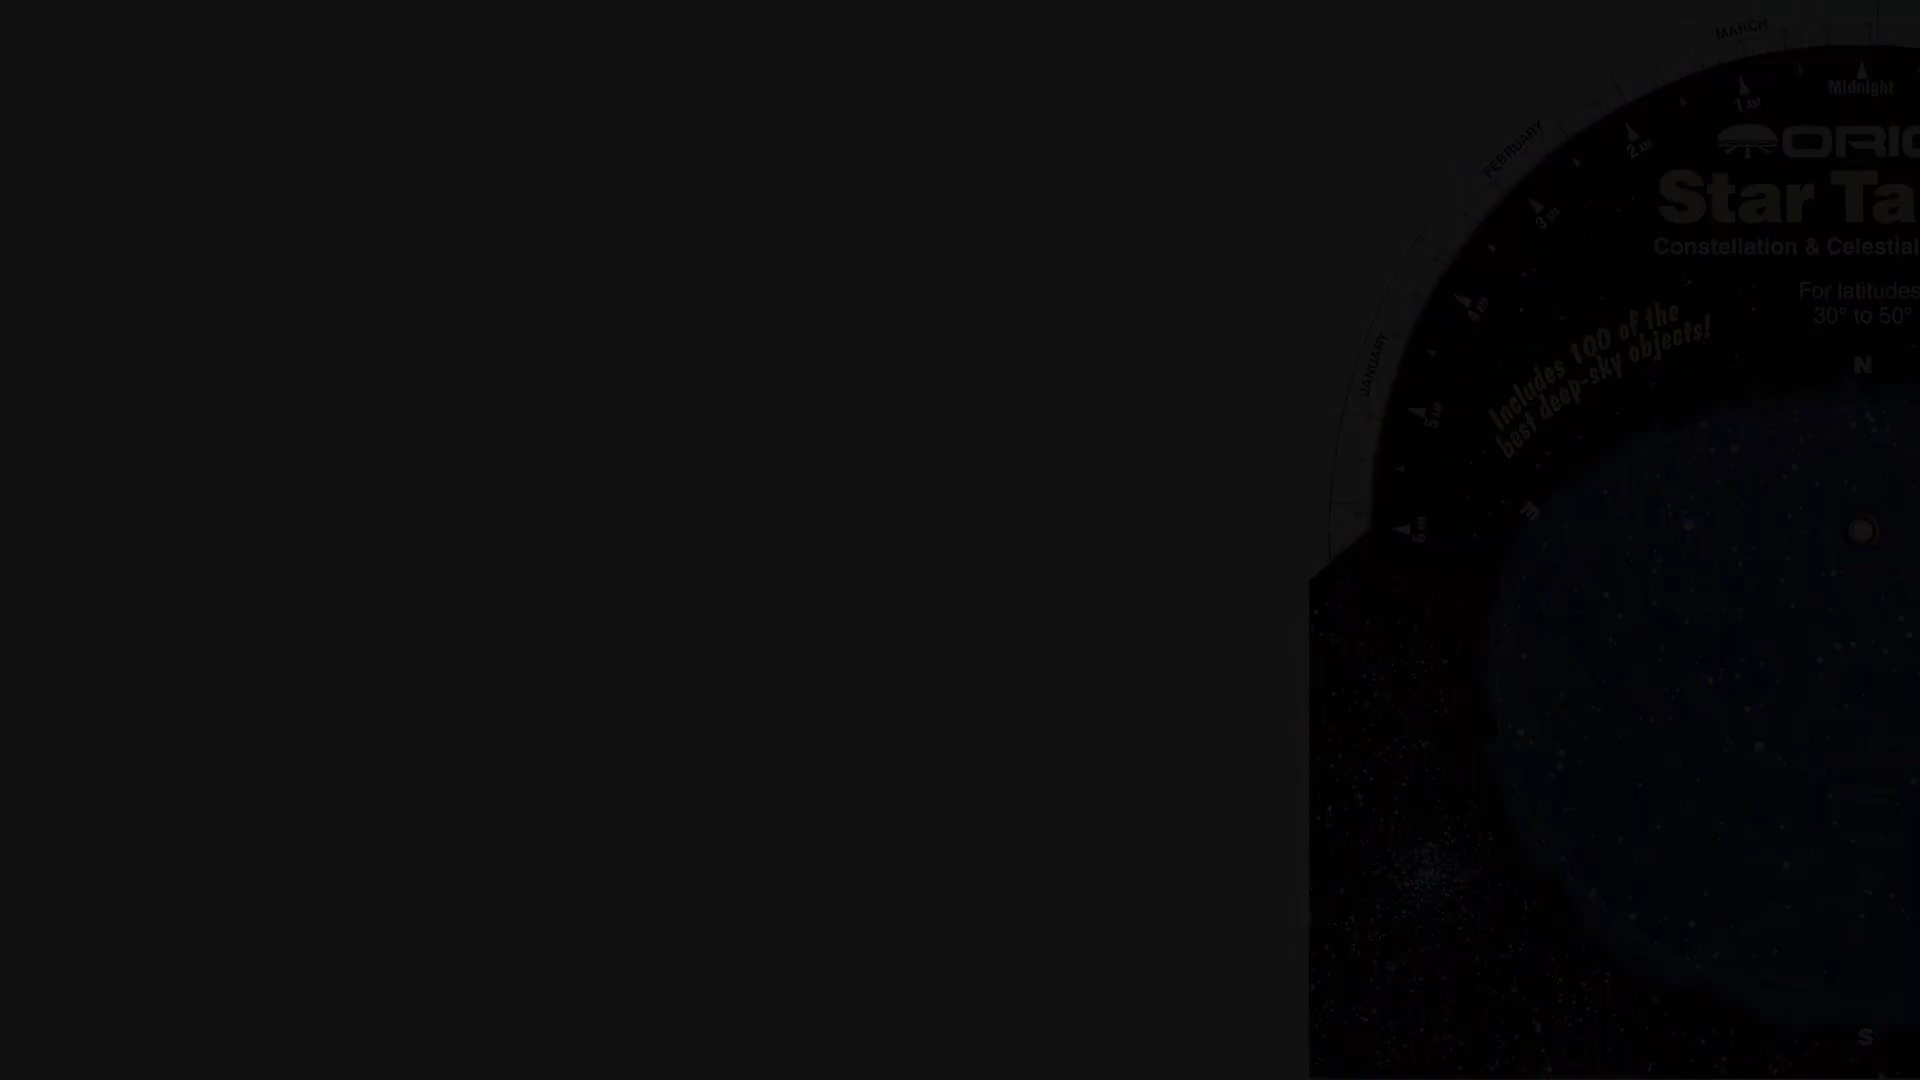 MARCH
Midnight
1 AM
2 AM
FEBRUARY
3 AM
4 AM
JANUARY
5 AM
6 AM
ORIO
Star Ta
Constellation & Celestial
For latitudes
30° to 50°
Includes 100 of the
best deep-sky objects!
N
E
S